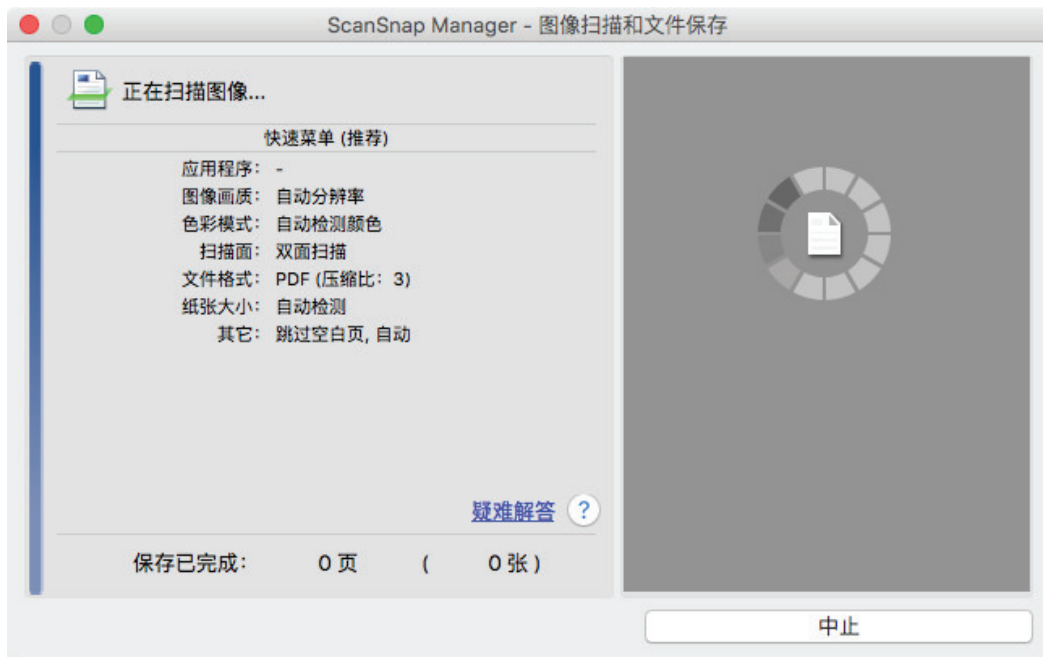 ScanSnap Manager - 图像扫描和文件保存
正在扫描图像...
快速菜单 (推荐)
应用程序: -
图像画质: 自动分辨率
色彩模式: 自动检测颜色
扫描面: 双面扫描
文件格式: PDF (压缩比: 3)
纸张大小: 自动检测
其它: 跳过空白页, 自动
疑难解答 ?
保存已完成: 0 页 ( 0 张 )
中止